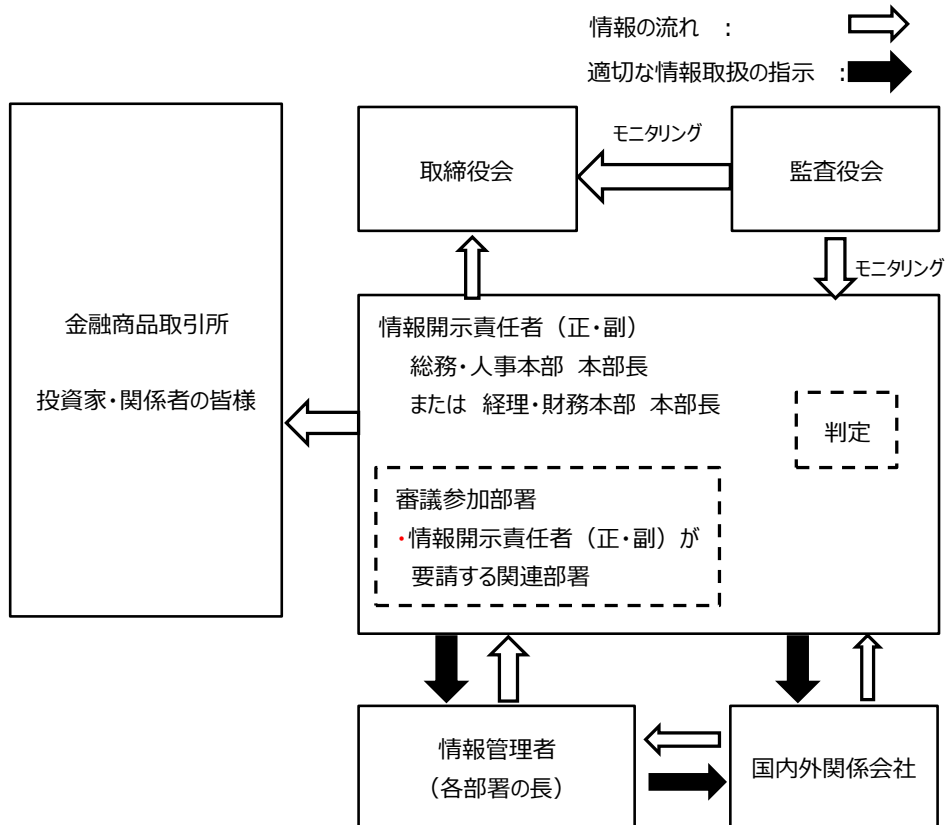 情報の流れ :
適切な情報取扱の指示 :
モニタリング
取締役会
監査役会
モニタリング
金融商品取引所
投資家・関係者の皆様
情報開示責任者(正・副)
総務・人事本部 本部長
または 経理・財務本部 本部長
判定
審議参加部署
・情報開示責任者(正・副)が
要請する関連部署
情報管理者
(各部署の長)
国内外関係会社